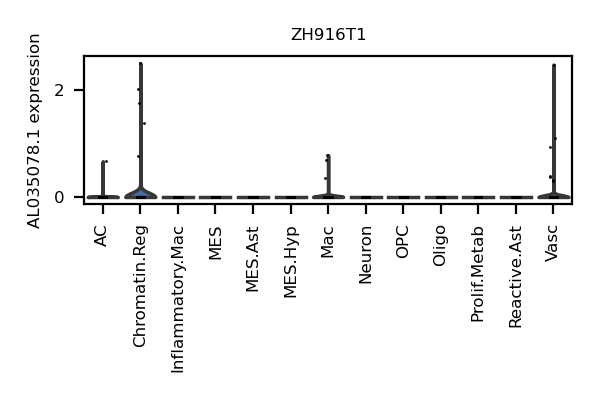 ZH916T1
AL035078.1 expression
2
0
AC
Chromatin.Reg
Inflammatory.Mac
MES
MES.Ast
MES.Hyp
Mac
Neuron
OPC
Oligo
Prolif.Metab
Reactive.Ast
Vasc